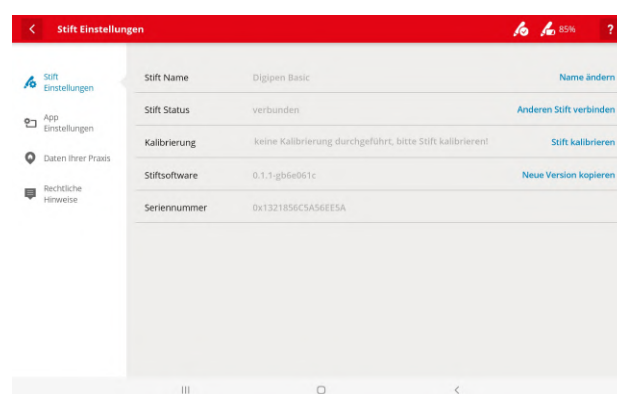 Stift Einstellungen
85%
?
Stift
Einstellungen
App
Einstellungen
Daten Ihrer Praxis
Rechtliche
Hinweise
Stift Name Digipen Basic Name ändern
Stift Status verbunden Anderen Stift verbinden
Kalibrierung keine Kalibrierung durchgeführt, bitte Stift kalibrieren! Stift kalibrieren
Stiftsoftware 0.1.1-gb6e061c Neue Version kopieren
Seriennummer 0x1321856C5A56EE5A